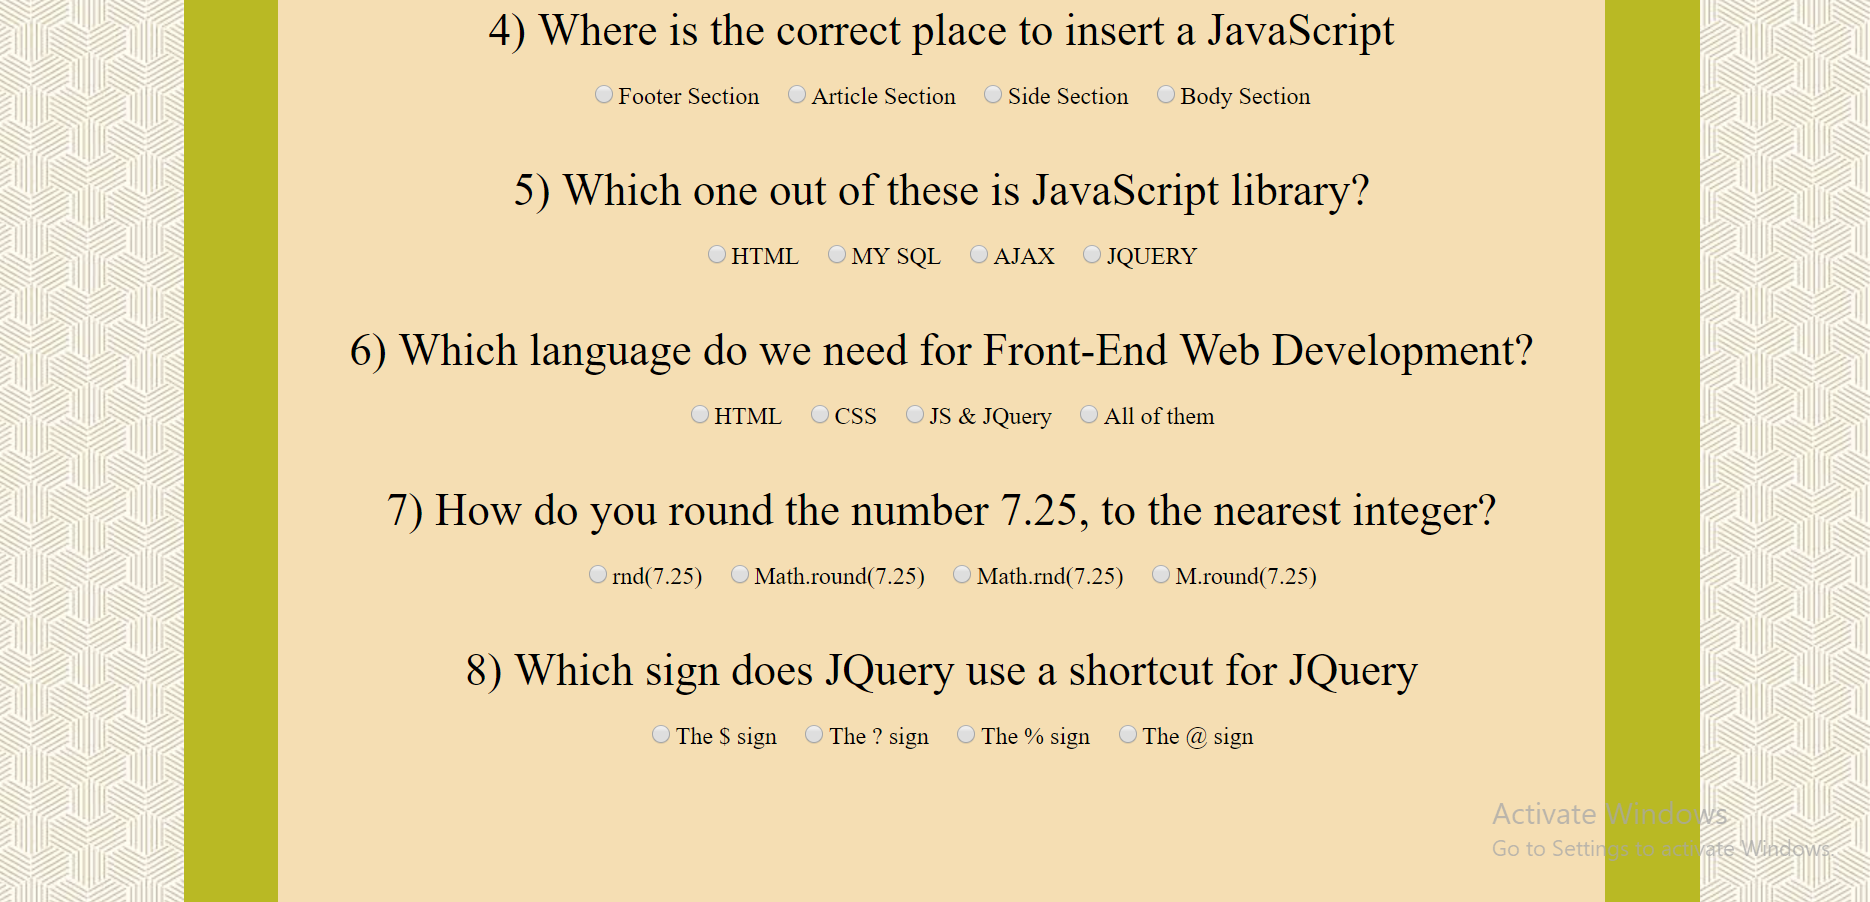 4) Where is the correct place to insert a JavaScript
Footer Section Article Section Side Section Body Section
5) Which one out of these is JavaScript library?
HTML MY SQL AJAX JQUERY
6) Which language do we need for Front-End Web Development?
HTML CSS JS & JQuery All of them
7) How do you round the number 7.25, to the nearest integer?
rnd(7.25) Math.round(7.25) Math.rnd(7.25) M.round(7.25)
8) Which sign does JQuery use a shortcut for JQuery
The $ sign The ? sign The % sign The @ sign
Activate Windows
Go to Settings to activate Windows.